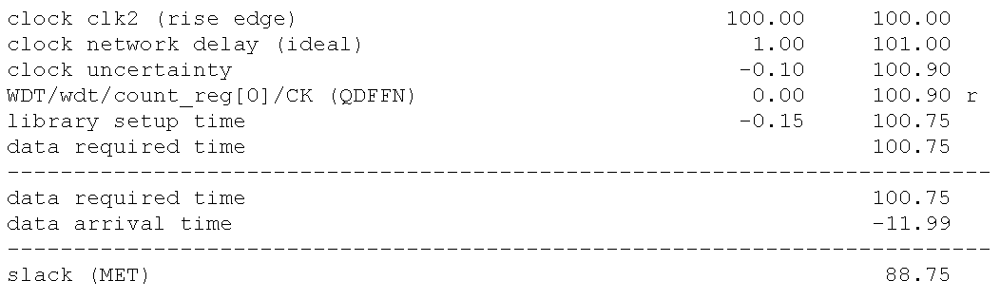 clock clk2 (rise edge) 100.00 100.00
clock network delay (ideal) 1.00 101.00
clock uncertainty -0.10 100.90
WDT/wdt/count_reg[0]/CK (QDFFN) 0.00 100.90 r
library setup time -0.15 100.75
data required time 100.75
--------------------------------------------------------------------------
data required time 100.75
data arrival time -11.99
--------------------------------------------------------------------------
slack (MET) 88.75